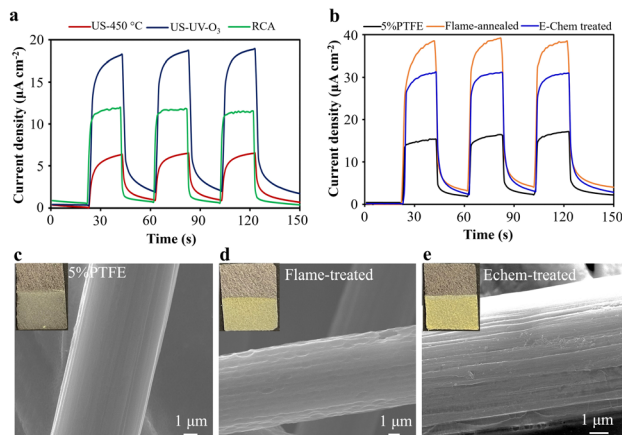 a
US-450 °C US-UV-O₃ RCA
Current density (µA cm⁻²)
20
15
10
5
0
0 30 60 90 120 150
Time (s)
b
5%PTFE Flame-annealed E-Chem treated
Current density (µA cm⁻²)
40
30
20
10
0
0 30 60 90 120 150
Time (s)
c
5%PTFE
1 µm
d
Flame-treated
1 µm
e
Echem-treated
1 µm